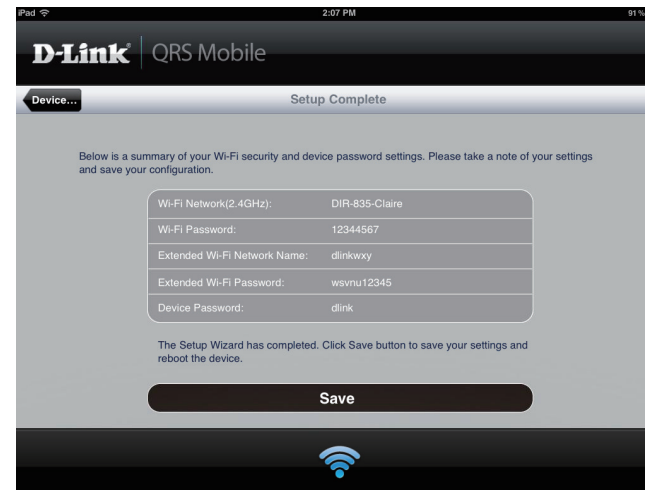 iPad 2:07 PM 91%
D-Link® QRS Mobile
Device... Setup Complete
Below is a summary of your Wi-Fi security and device password settings. Please take a note of your settings
and save your configuration.
Wi-Fi Network(2.4GHz): DIR-835-Claire
Wi-Fi Password: 12344567
Extended Wi-Fi Network Name: dlinkwxy
Extended Wi-Fi Password: wsvnu12345
Device Password: dlink
The Setup Wizard has completed. Click Save button to save your settings and
reboot the device.
Save